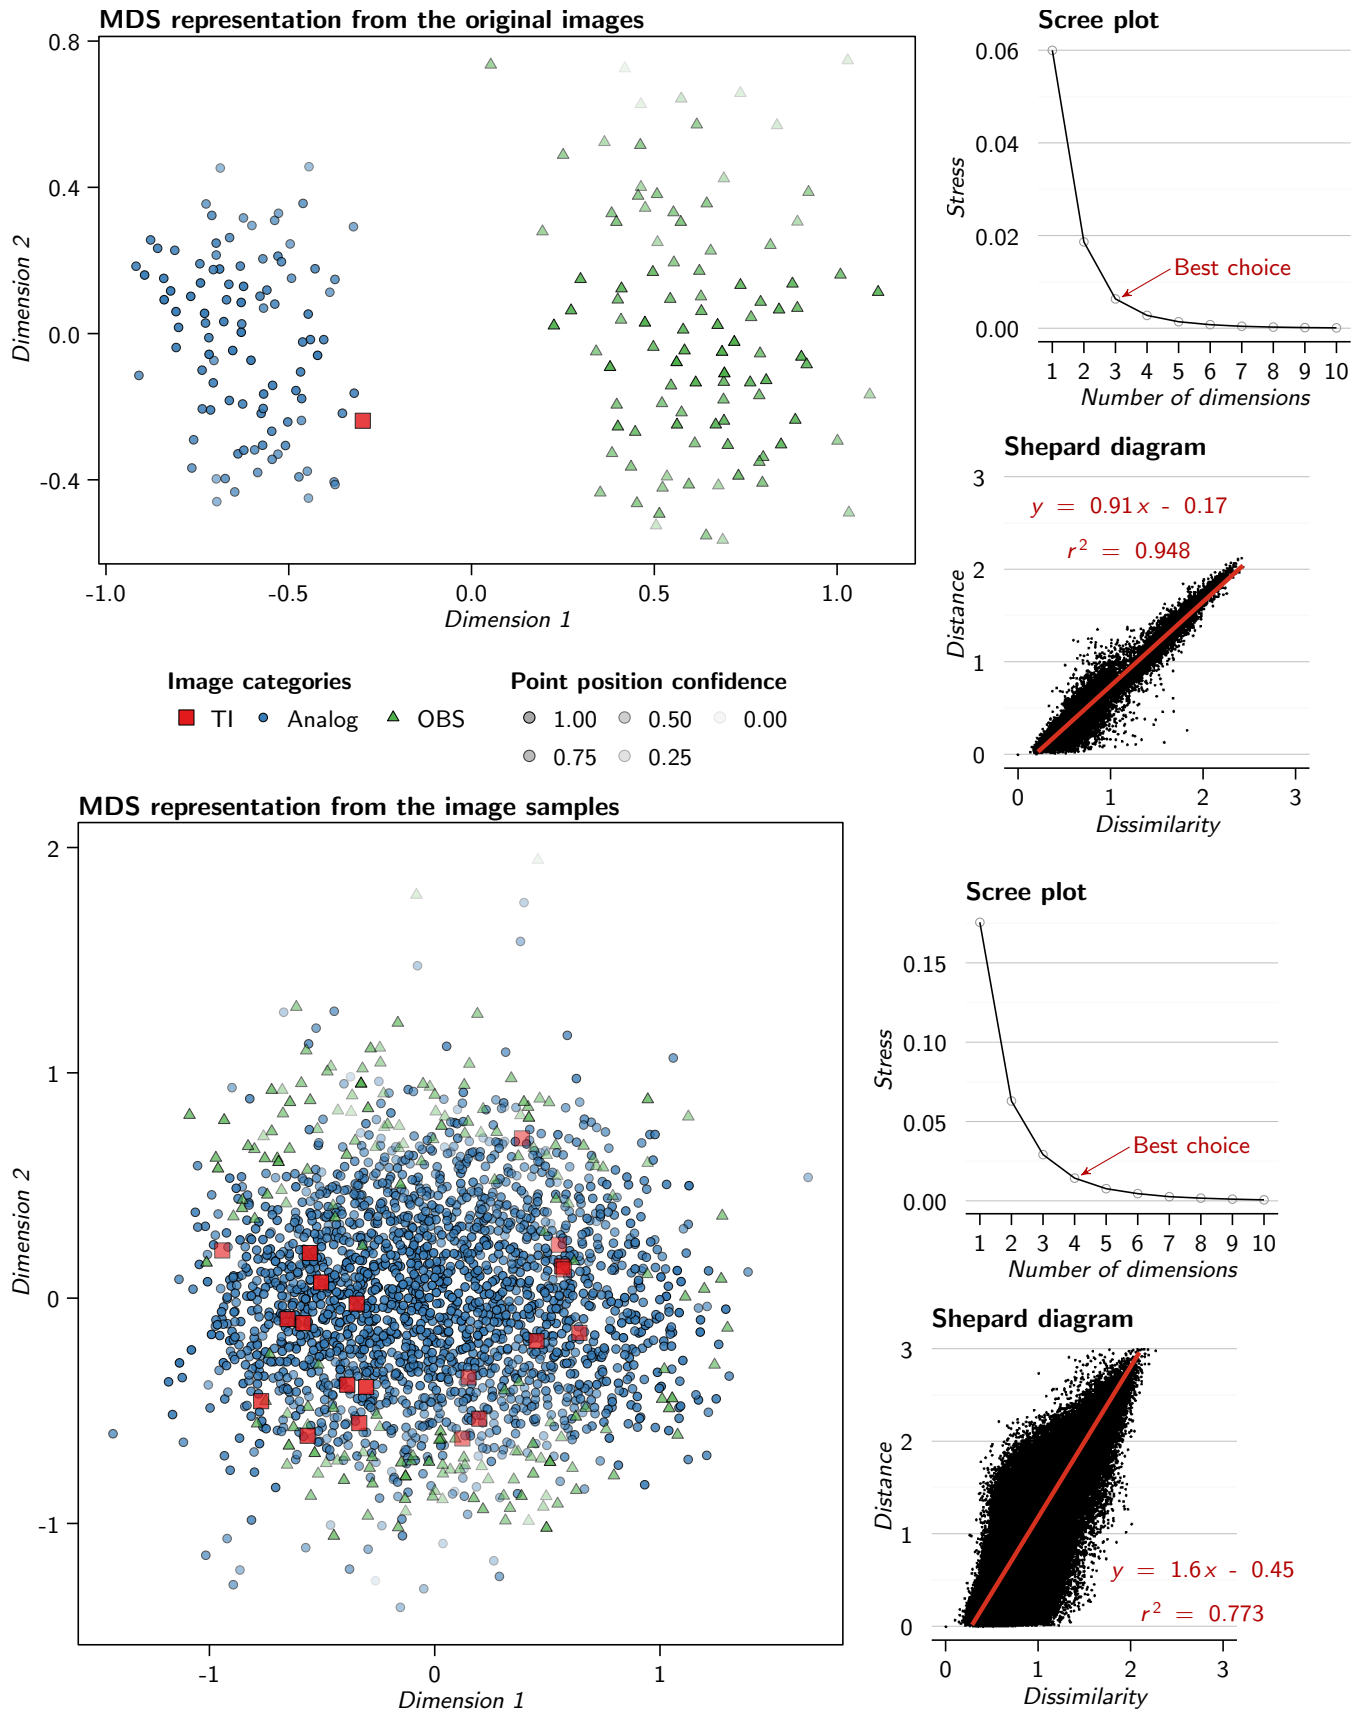 MDS representation from the original images
0.8
0.4
0.0
-0.4
Dimension 2
-1.0 -0.5 0.0 0.5 1.0
Dimension 1
Scree plot
0.06
0.04
0.02
0.00
Stress
Best choice
1 2 3 4 5 6 7 8 9 10
Number of dimensions
Shepard diagram
3
2
1
0
Distance
y = 0.91x - 0.17
r² = 0.948
0 1 2 3
Dissimilarity
Image categories
TI Analog OBS
Point position confidence
1.00 0.50 0.00
0.75 0.25
MDS representation from the image samples
2
1
0
-1
Dimension 2
-1 0 1
Dimension 1
Scree plot
0.15
0.10
0.05
0.00
Stress
Best choice
1 2 3 4 5 6 7 8 9 10
Number of dimensions
Shepard diagram
3
2
1
0
Distance
y = 1.6x - 0.45
r² = 0.773
0 1 2 3
Dissimilarity